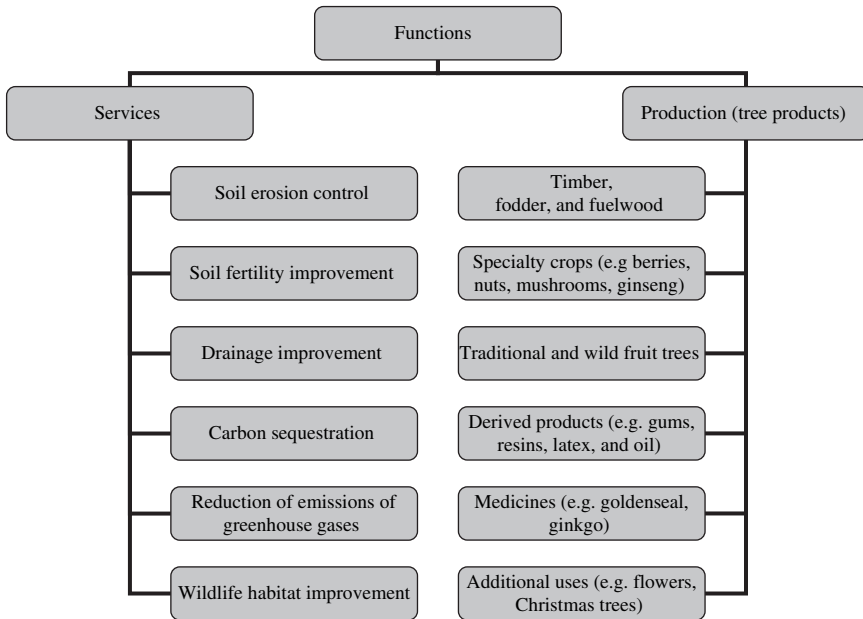 Functions
Services
Production (tree products)
Soil erosion control
Timber,
fodder, and fuelwood
Soil fertility improvement
Specialty crops (e.g berries,
nuts, mushrooms, ginseng)
Drainage improvement
Traditional and wild fruit trees
Carbon sequestration
Derived products (e.g. gums,
resins, latex, and oil)
Reduction of emissions of
greenhouse gases
Medicines (e.g. goldenseal,
ginkgo)
Wildlife habitat improvement
Additional uses (e.g. flowers,
Christmas trees)